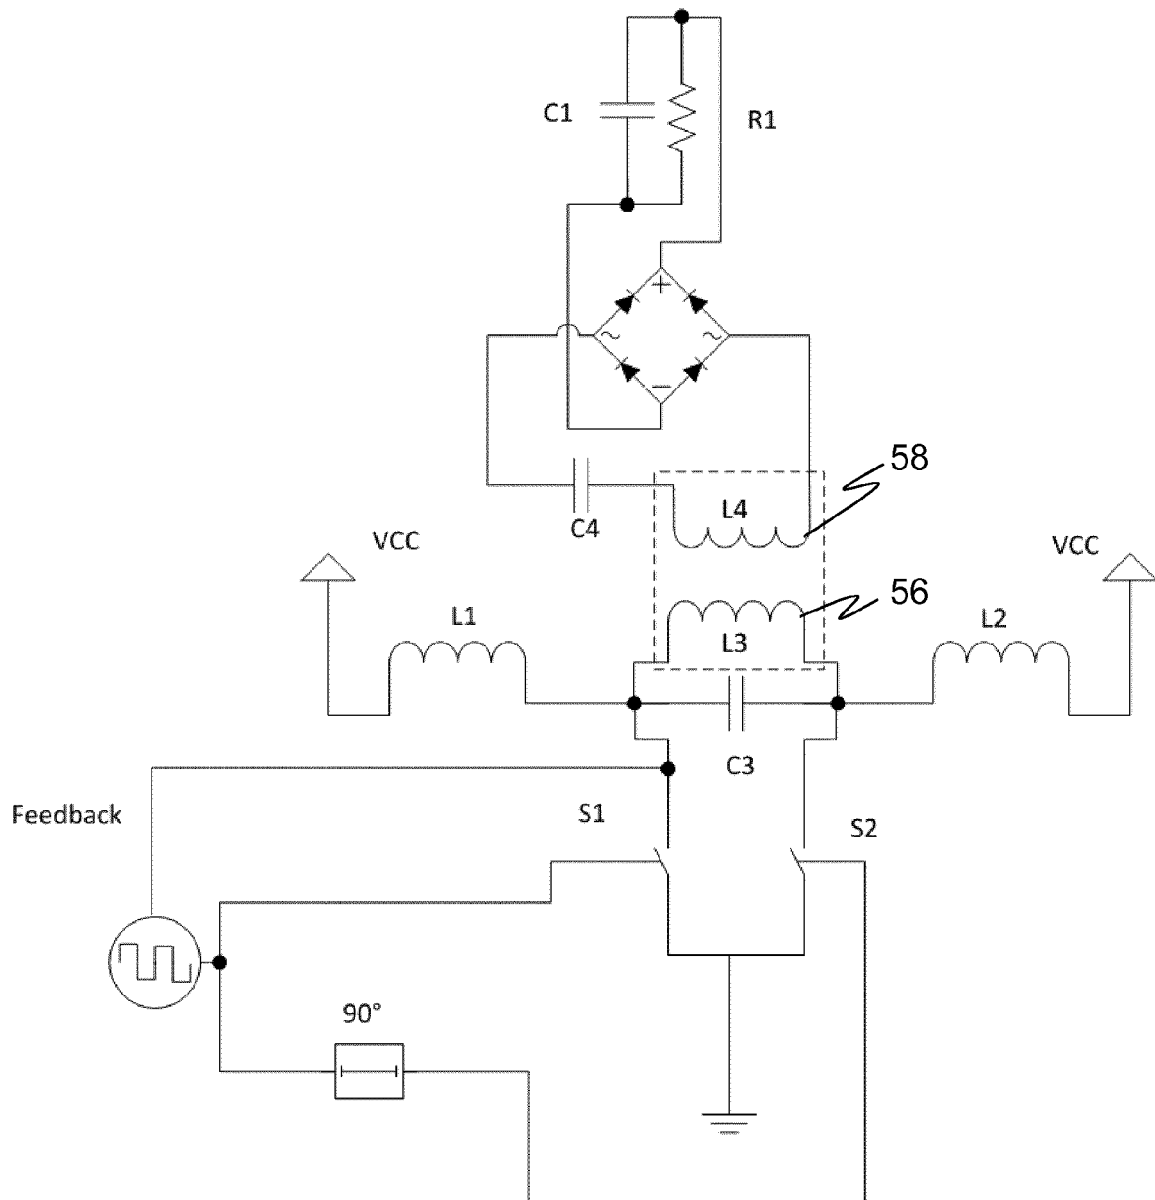 C1
R1
+
~ ~
−
58
L4
C4
VCC
VCC
56
L1
L2
L3
C3
Feedback
S1
S2
90°